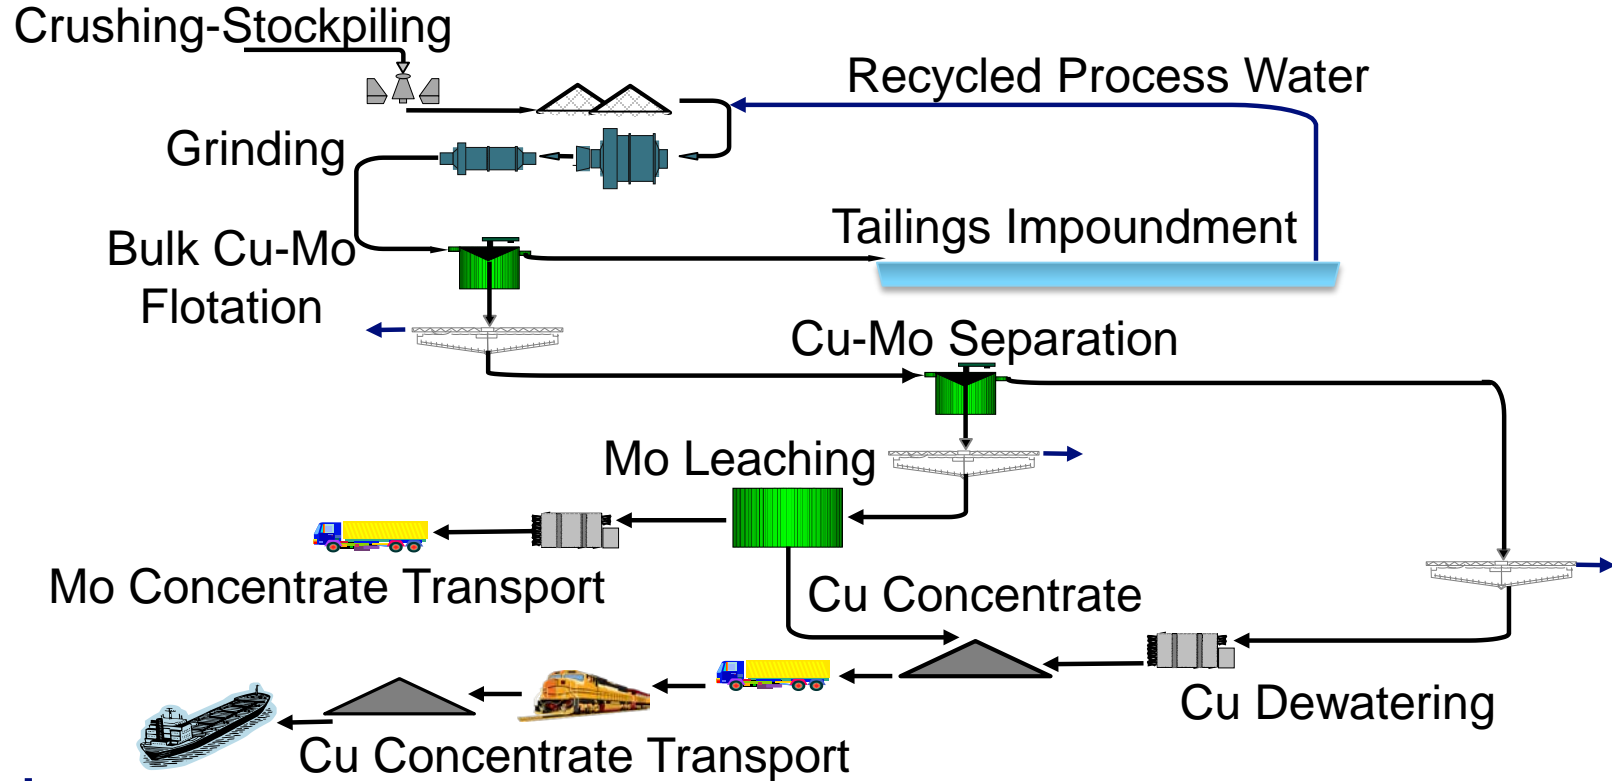 Crushing-Stockpiling
Recycled Process Water
Grinding
Tailings Impoundment
Bulk Cu-Mo
Flotation
Cu-Mo Separation
Mo Leaching
Mo Concentrate Transport
Cu Concentrate
Cu Dewatering
Cu Concentrate Transport